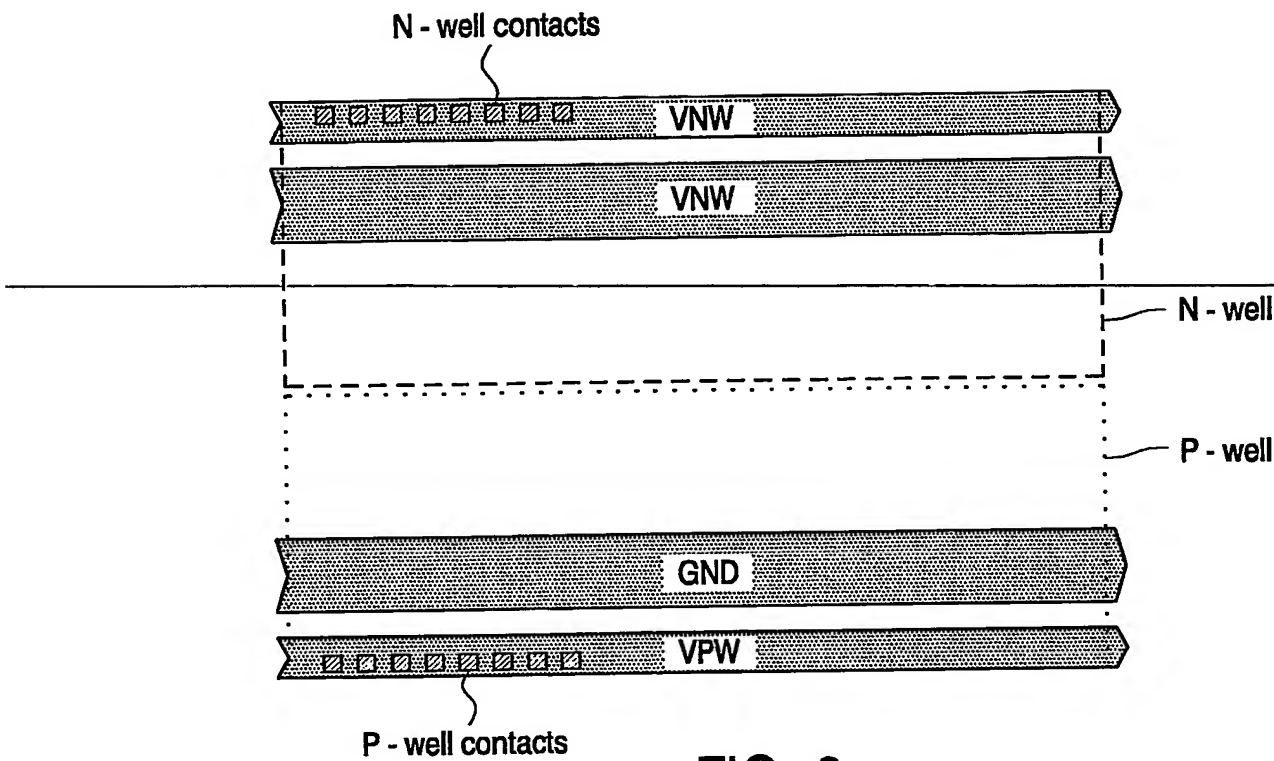 N - well contacts
VNW
VNW
N - well
P - well
GND
VPW
P - well contacts